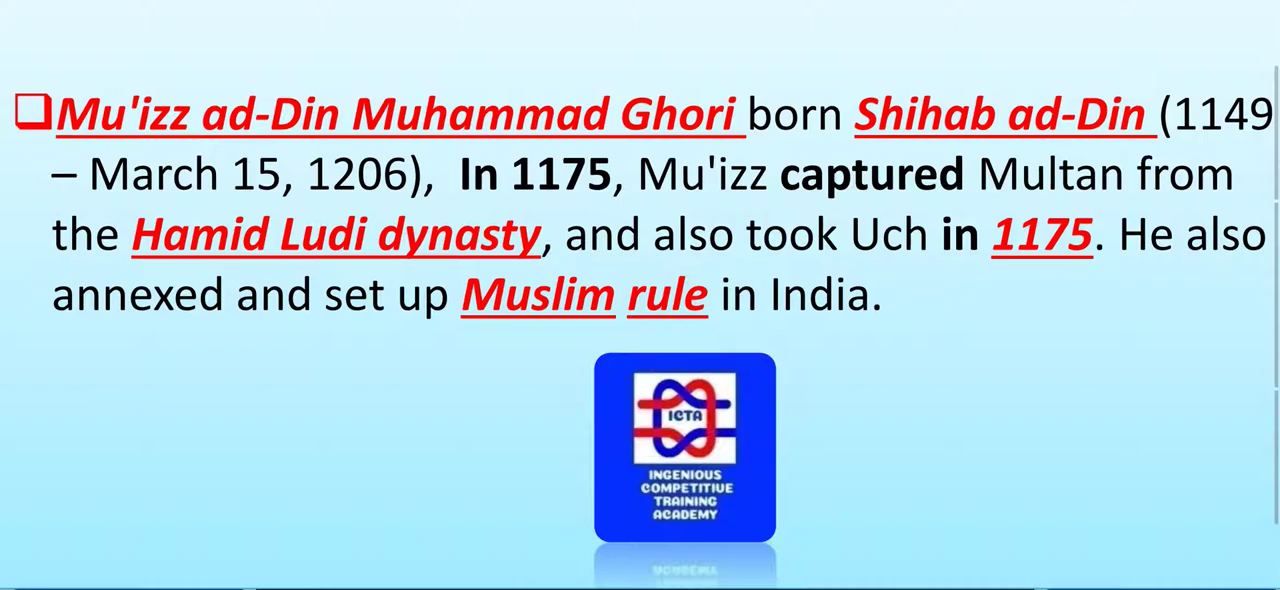 ❑Mu'izz ad-Din Muhammad Ghori born Shihab ad-Din (1149
– March 15, 1206), In 1175, Mu'izz captured Multan from
the Hamid Ludi dynasty, and also took Uch in 1175. He also
annexed and set up Muslim rule in India.
ICTA
INGENIOUS
COMPETITIVE
TRAINING
ACADEMY